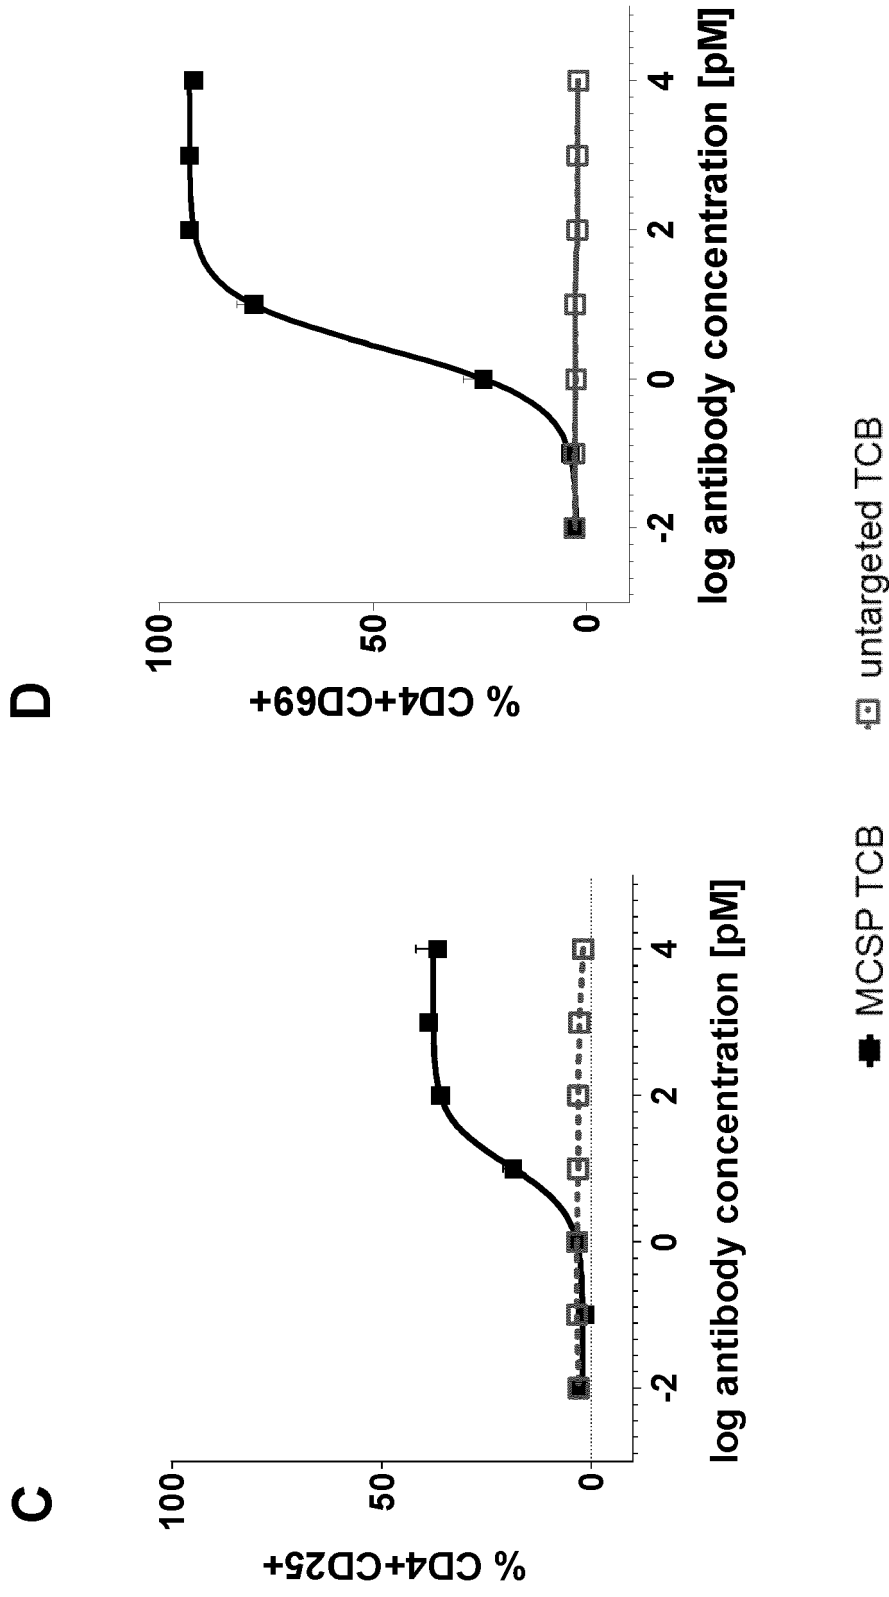 C
% CD4+CD25+
100
50
0
-2 0 2 4
log antibody concentration [pM]
D
% CD4+CD69+
100
50
0
-2 0 2 4
log antibody concentration [pM]
MCSP TCB
untargeted TCB